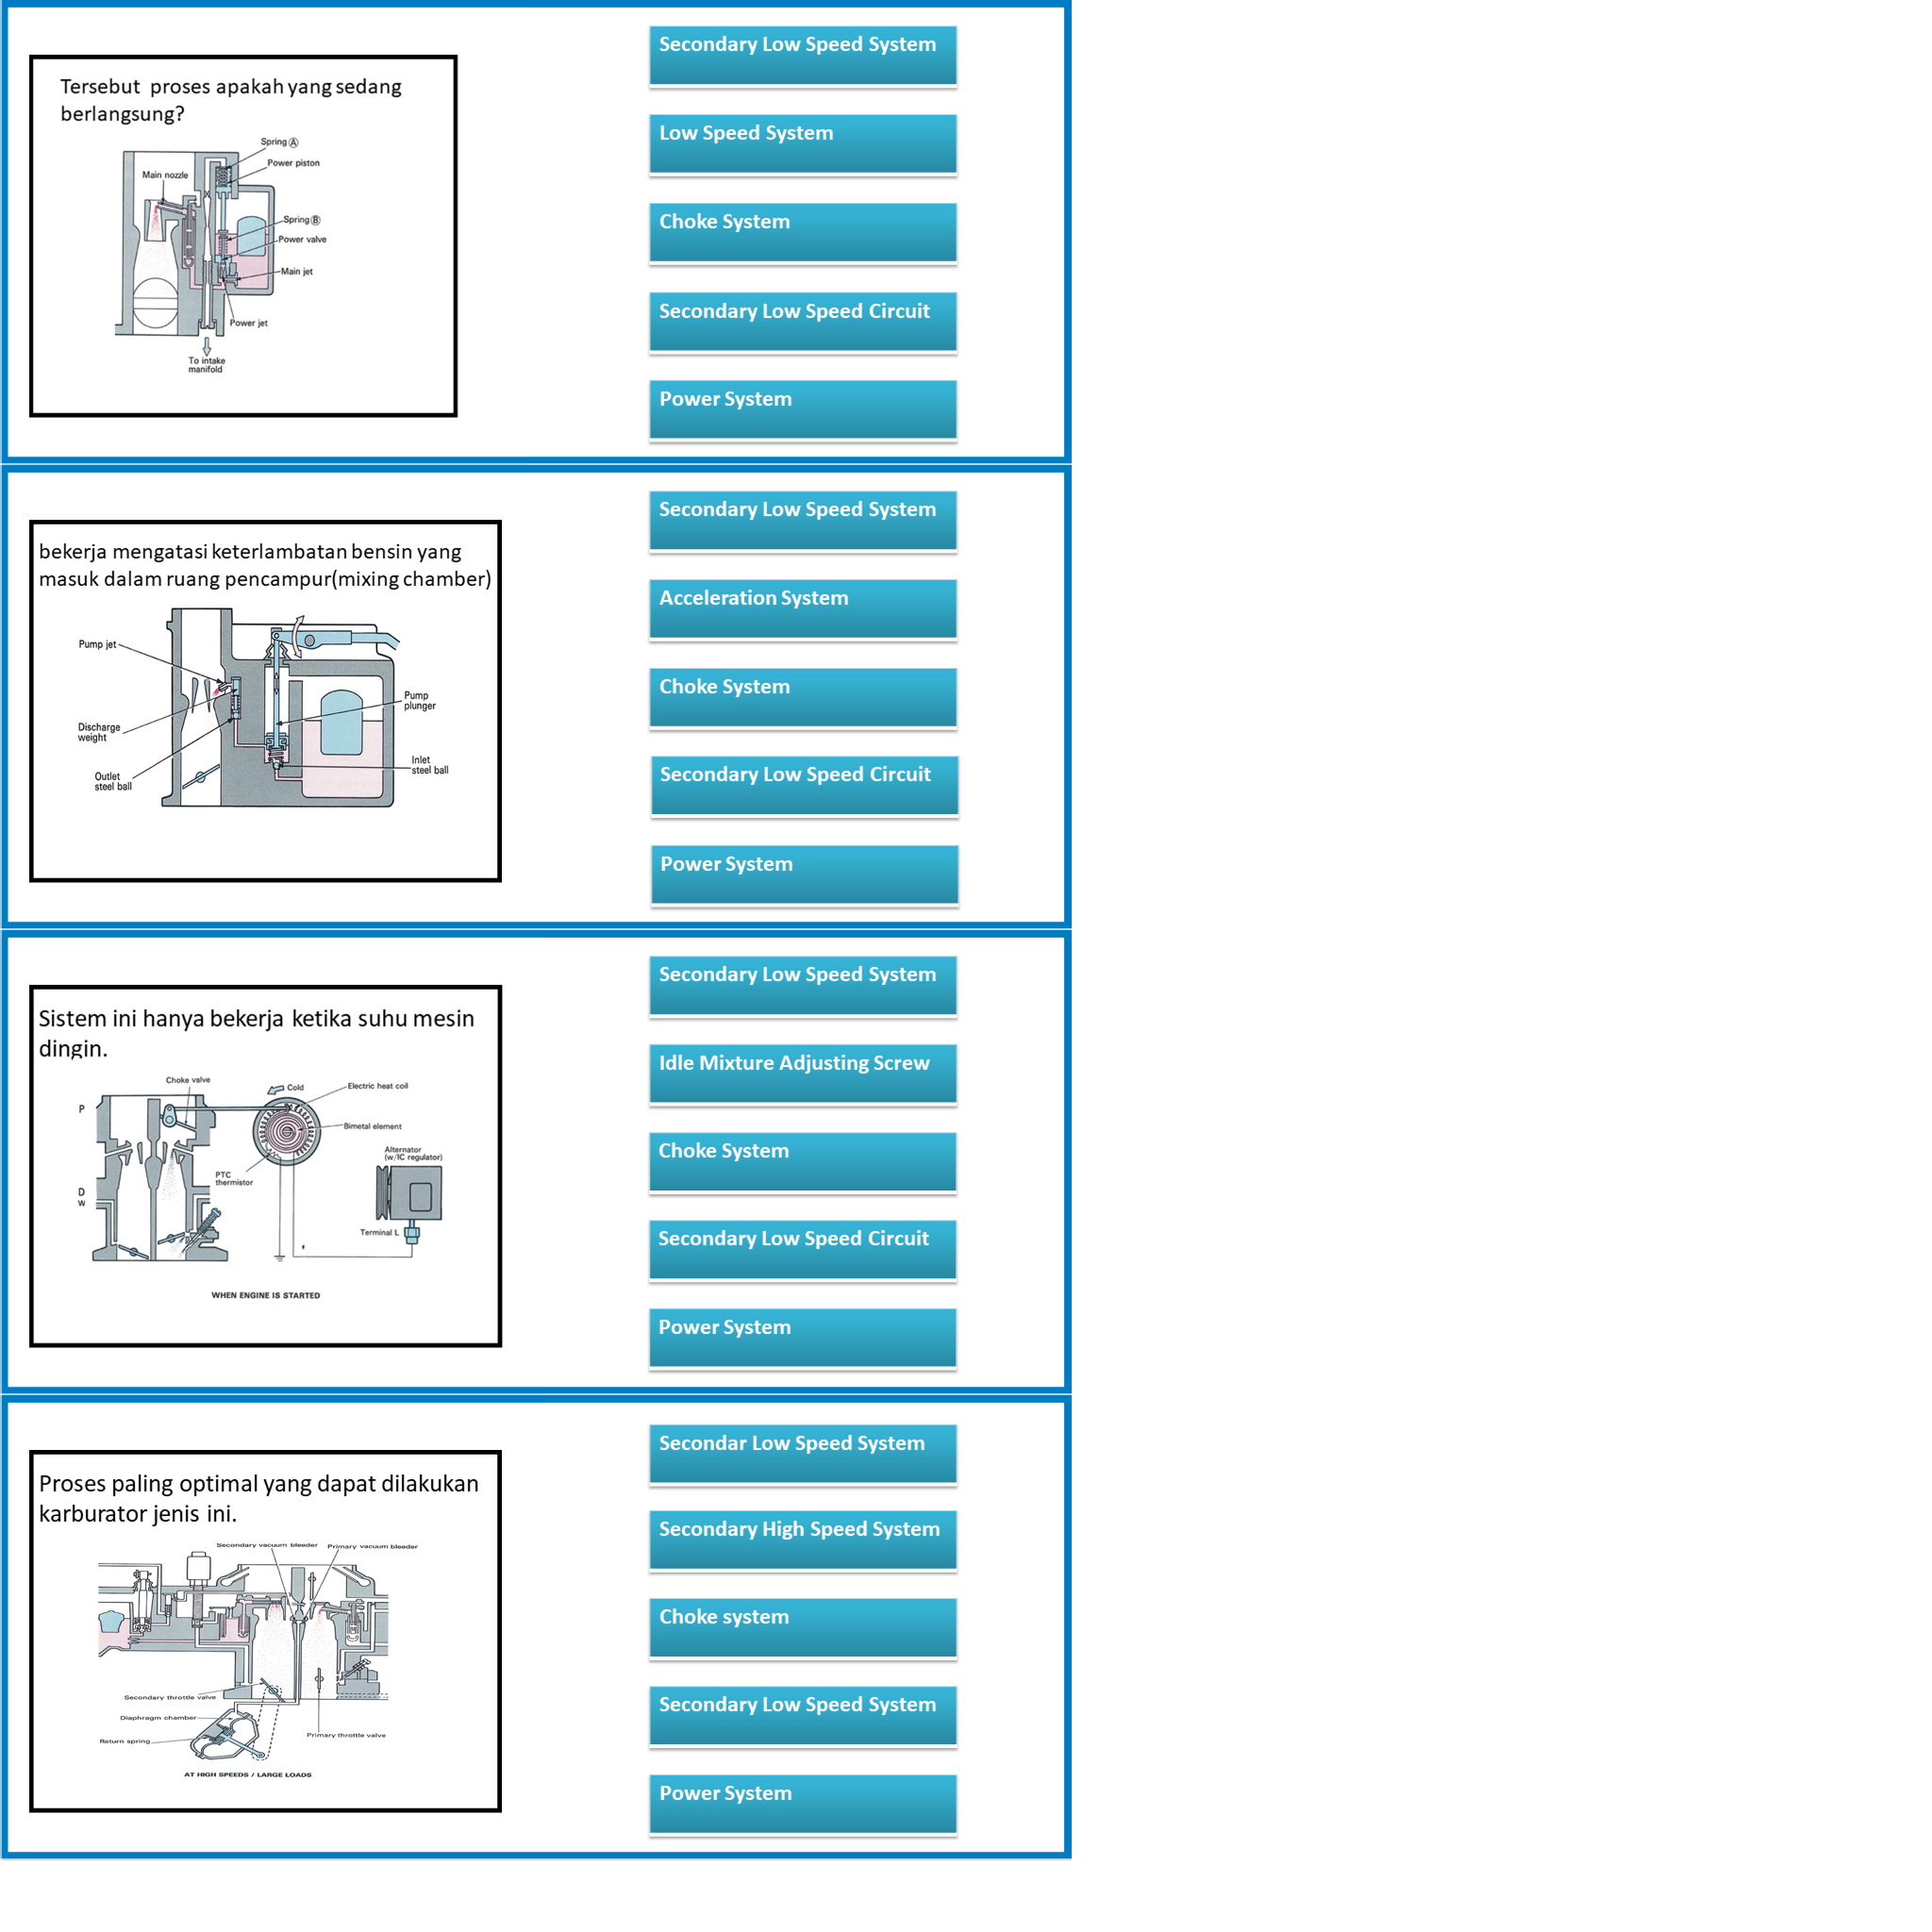 Tersebut proses apakah yang sedang
berlangsung?
Spring Ⓐ
Power piston
Main nozzle
Spring Ⓑ
Power valve
Main jet
Power jet
To intake
manifold
Secondary Low Speed System
Low Speed System
Choke System
Secondary Low Speed Circuit
Power System
bekerja mengatasi keterlambatan bensin yang
masuk dalam ruang pencampur(mixing chamber)
Pump jet
Pump
plunger
Discharge
weight
Inlet
steel ball
Outlet
steel ball
Secondary Low Speed System
Acceleration System
Choke System
Secondary Low Speed Circuit
Power System
Sistem ini hanya bekerja ketika suhu mesin
dingin.
Choke valve
Cold
Electric heat coil
P
Bimetal element
Alternator
(w/IC regulator)
PTC
thermistor
D
W
Terminal L
WHEN ENGINE IS STARTED
Secondary Low Speed System
Idle Mixture Adjusting Screw
Choke System
Secondary Low Speed Circuit
Power System
Proses paling optimal yang dapat dilakukan
karburator jenis ini.
Secondary vacuum bleeder
Primary vacuum bleeder
Secondary throttle valve
Diaphragm chamber
Return spring
Primary throttle valve
AT HIGH SPEEDS / LARGE LOADS
Secondar Low Speed System
Secondary High Speed System
Choke system
Secondary Low Speed System
Power System